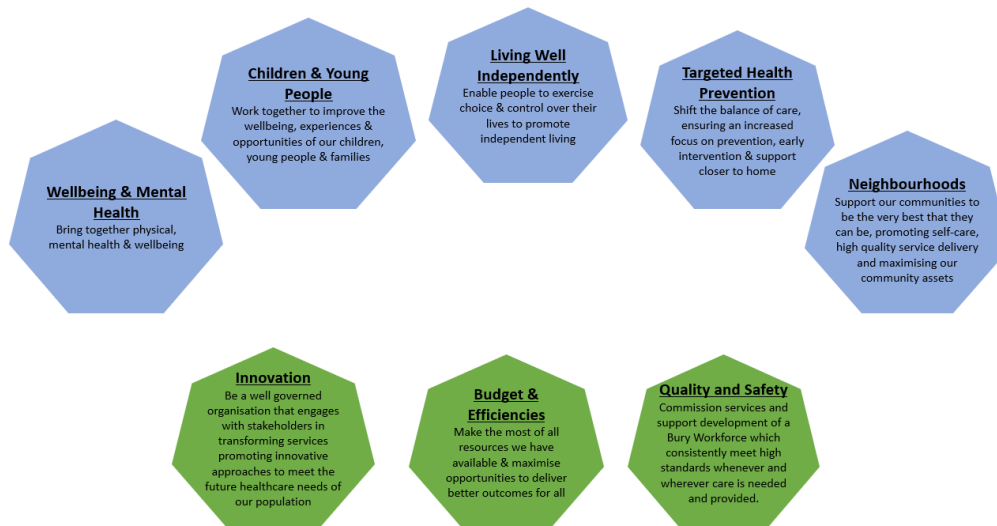 Wellbeing & Mental
Health
Bring together physical,
mental health & wellbeing
Children & Young
People
Work together to improve the
wellbeing, experiences &
opportunities of our children,
young people & families
Living Well
Independently
Enable people to exercise
choice & control over their
lives to promote
independent living
Targeted Health
Prevention
Shift the balance of care,
ensuring an increased
focus on prevention, early
intervention & support
closer to home
Neighbourhoods
Support our communities to
be the very best that they
can be, promoting self-care,
high quality service delivery
and maximising our
community assets
Innovation
Be a well governed
organisation that engages
with stakeholders in
transforming services
promoting innovative
approaches to meet the
future healthcare needs of
our population
Budget &
Efficiencies
Make the most of all
resources we have
available & maximise
opportunities to deliver
better outcomes for all
Quality and Safety
Commission services and
support development of a
Bury Workforce which
consistently meet high
standards whenever and
wherever care is needed
and provided.